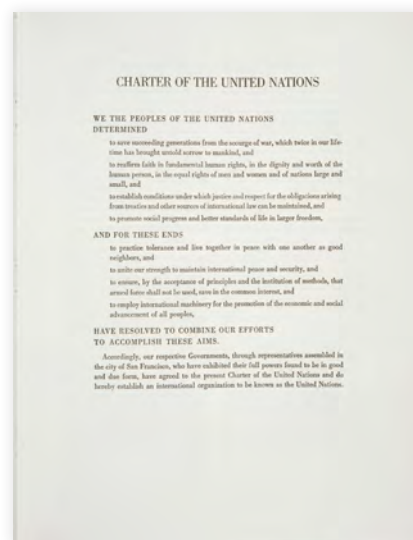 CHARTER OF THE UNITED NATIONS
WE THE PEOPLES OF THE UNITED NATIONS
DETERMINED
to save succeeding generations from the scourge of war, which twice in our life-
time has brought untold sorrow to mankind, and
to reaffirm faith in fundamental human rights, in the dignity and worth of the
human person, in the equal rights of men and women and of nations large and
small, and
to establish conditions under which justice and respect for the obligations arising
from treaties and other sources of international law can be maintained, and
to promote social progress and better standards of life in larger freedom,
AND FOR THESE ENDS
to practice tolerance and live together in peace with one another as good
neighbors, and
to unite our strength to maintain international peace and security, and
to ensure, by the acceptance of principles and the institution of methods, that
armed force shall not be used, save in the common interest, and
to employ international machinery for the promotion of the economic and social
advancement of all peoples,
HAVE RESOLVED TO COMBINE OUR EFFORTS
TO ACCOMPLISH THESE AIMS.
Accordingly, our respective Governments, through representatives assembled in
the city of San Francisco, who have exhibited their full powers found to be in good
and due form, have agreed to the present Charter of the United Nations and do
hereby establish an international organization to be known as the United Nations.